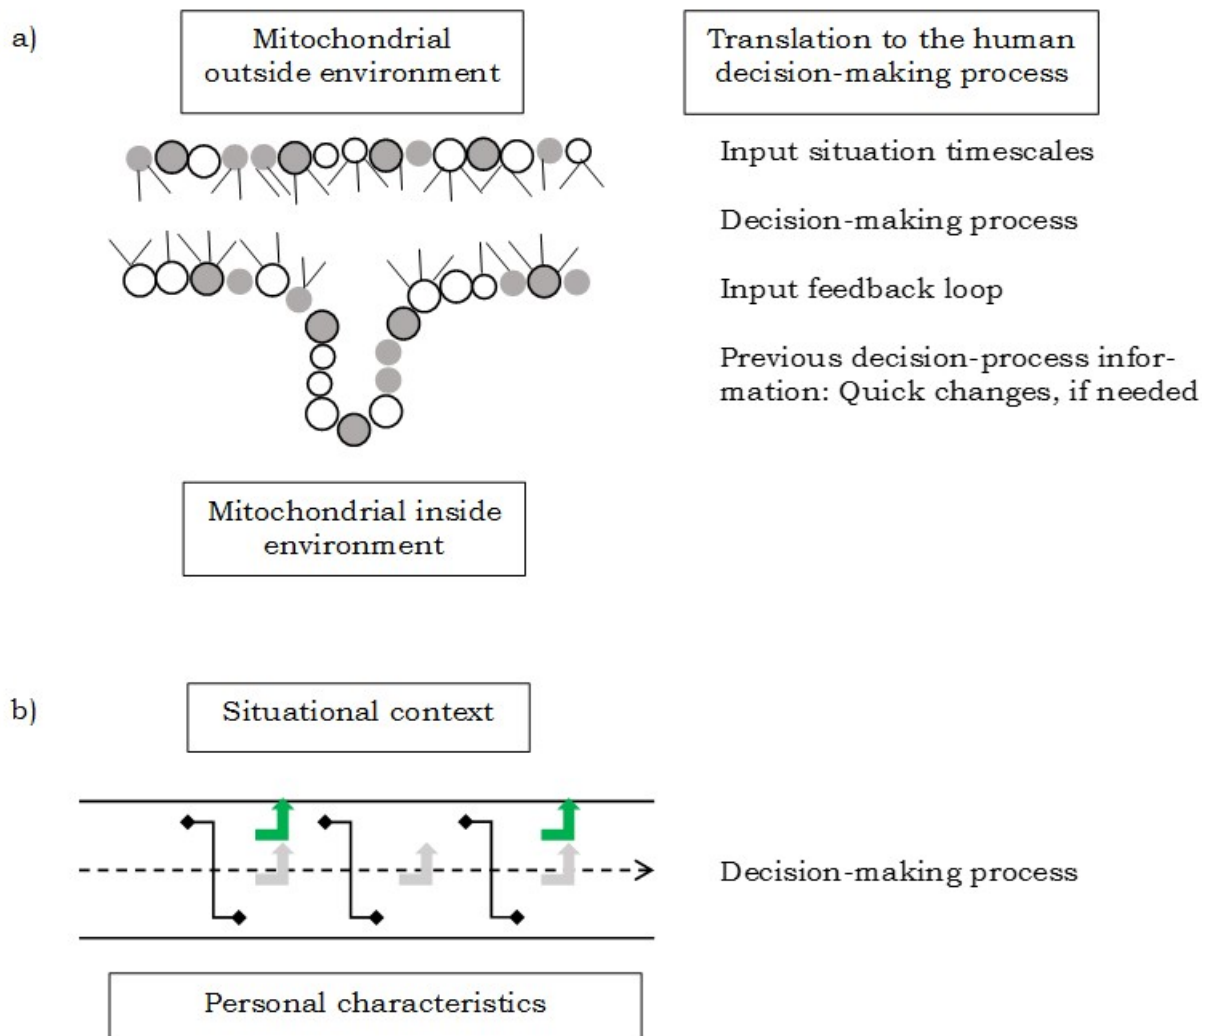 a)
Mitochondrial
outside environment
Translation to the human
decision-making process
Input situation timescales
Decision-making process
Input feedback loop
Previous decision-process infor-
mation: Quick changes, if needed
Mitochondrial inside
environment
b)
Situational context
Decision-making process
Personal characteristics